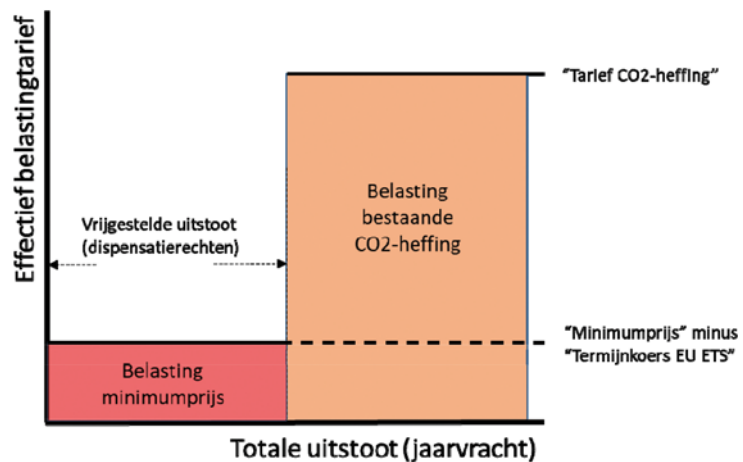 Effectief belastingtarief
"Tarief CO2-heffing"
Belasting
bestaande
CO2-heffing
Vrijgestelde uitstoot
(dispensatierechten)
"Minimumprijs" minus
"Termijnkoers EU ETS"
Belasting
minimumprijs
Totale uitstoot (jaarvracht)